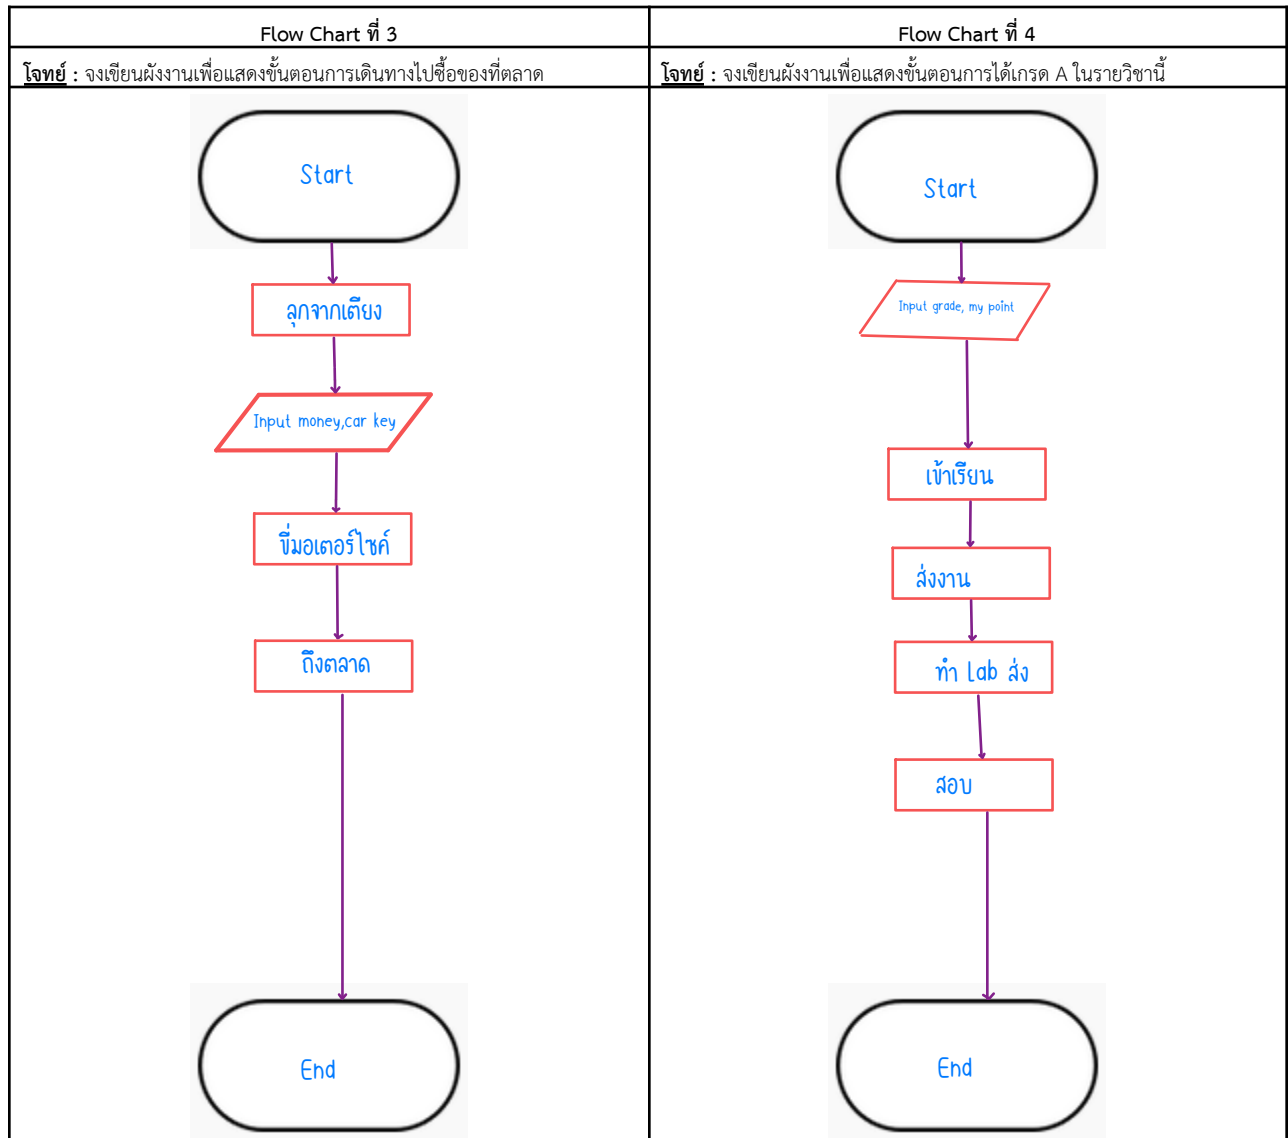 Flow Chart ที่ 3
โจทย์ : จงเขียนผังงานเพื่อแสดงขั้นตอนการเดินทางไปซื้อของที่ตลาด
Start
ลุกจากเตียง
Input money,car key
ขี่มอเตอร์ไซค์
ถึงตลาด
End
Flow Chart ที่ 4
โจทย์ : จงเขียนผังงานเพื่อแสดงขั้นตอนการได้เกรด A ในรายวิชานี้
Start
Input grade, my point
เข้าเรียน
ส่งงาน
ทำ Lab ส่ง
สอบ
End